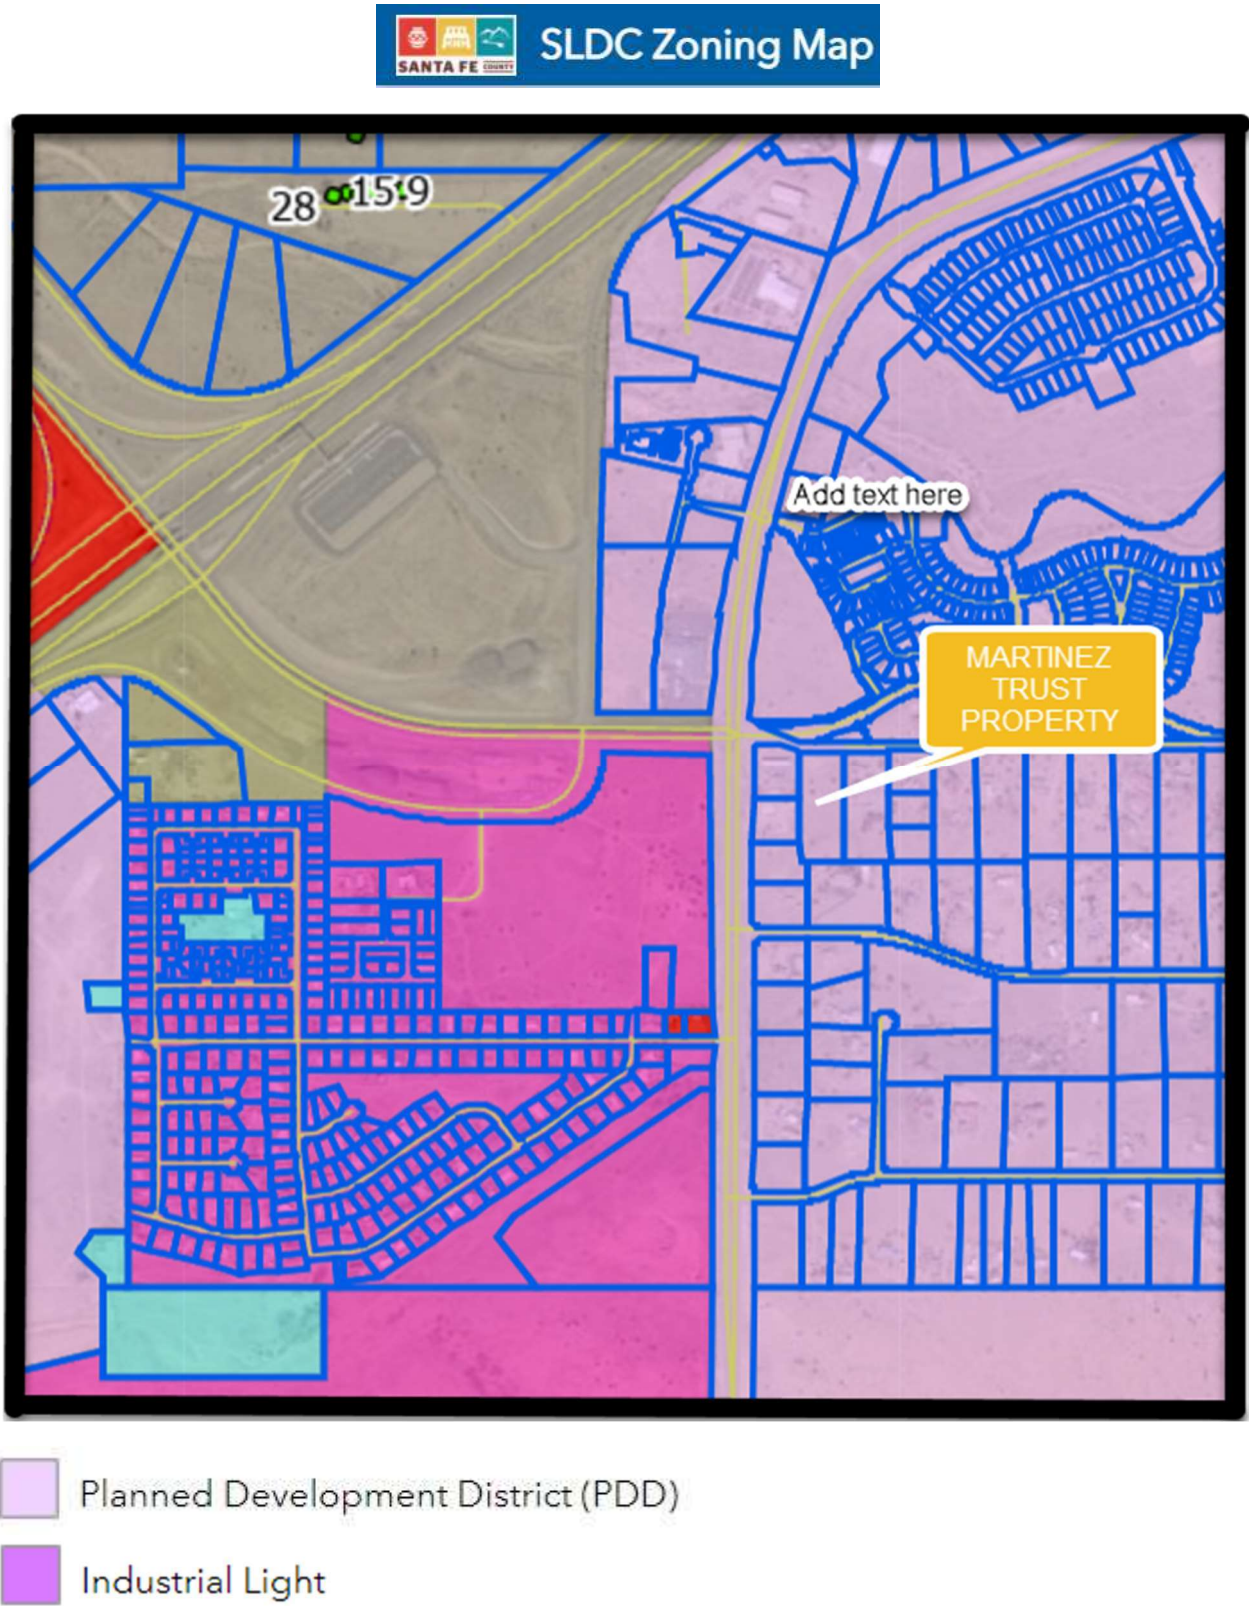 SANTA FE COUNTY
SLDC Zoning Map
28
15.9
Add text here
MARTINEZ
TRUST
PROPERTY
Planned Development District (PDD)
Industrial Light